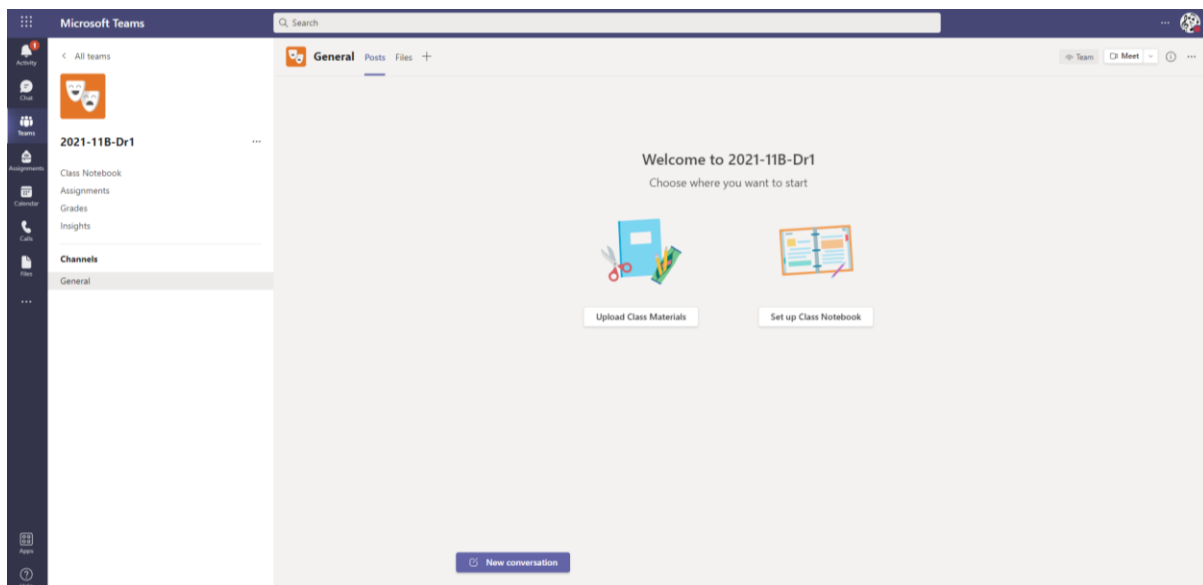 Microsoft Teams
Search
1
Activity
Chat
Teams
Assignments
Calendar
Calls
Files
Apps
All teams
2021-11B-Dr1
Class Notebook
Assignments
Grades
Insights
Channels
General
General Posts Files
Team Meet
Welcome to 2021-11B-Dr1
Choose where you want to start
Upload Class Materials
Set up Class Notebook
New conversation